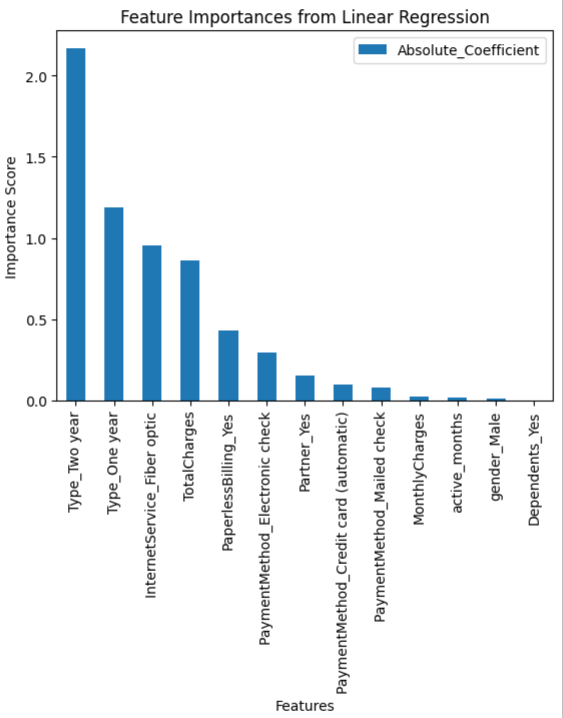 Feature Importances from Linear Regression
Absolute_Coefficient
Importance Score
2.0
1.5
1.0
0.5
0.0
Type_Two year
Type_One year
InternetService_Fiber optic
TotalCharges
PaperlessBilling_Yes
PaymentMethod_Electronic check
Partner_Yes
PaymentMethod_Credit card (automatic)
PaymentMethod_Mailed check
MonthlyCharges
active_months
gender_Male
Dependents_Yes
Features